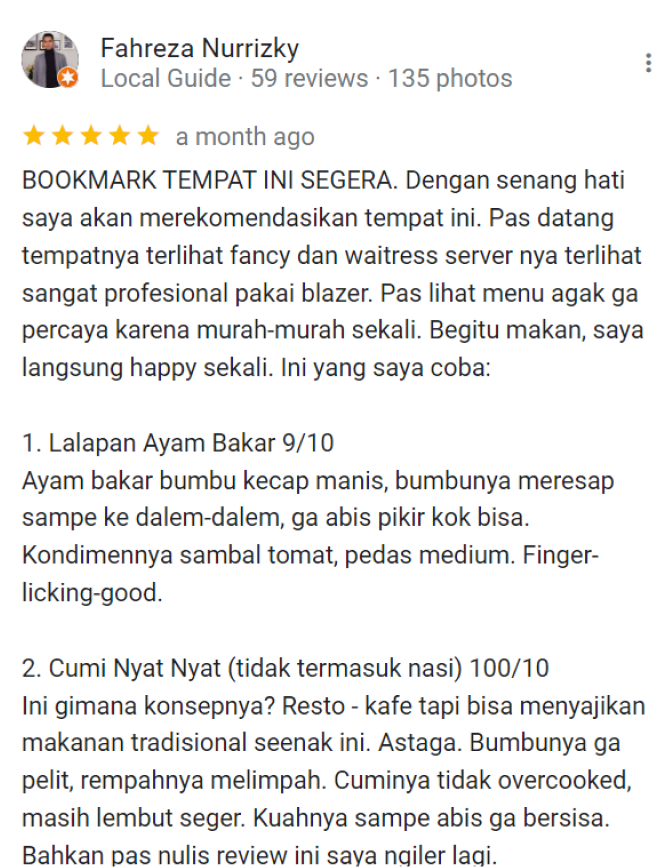 Fahreza Nurrizky
Local Guide · 59 reviews · 135 photos
a month ago
BOOKMARK TEMPAT INI SEGERA. Dengan senang hati
saya akan merekomendasikan tempat ini. Pas datang
tempatnya terlihat fancy dan waitress server nya terlihat
sangat profesional pakai blazer. Pas lihat menu agak ga
percaya karena murah-murah sekali. Begitu makan, saya
langsung happy sekali. Ini yang saya coba:
1. Lalapan Ayam Bakar 9/10
Ayam bakar bumbu kecap manis, bumbunya meresap
sampe ke dalem-dalem, ga abis pikir kok bisa.
Kondimennya sambal tomat, pedas medium. Finger-
licking-good.
2. Cumi Nyat Nyat (tidak termasuk nasi) 100/10
Ini gimana konsepnya? Resto - kafe tapi bisa menyajikan
makanan tradisional seenak ini. Astaga. Bumbunya ga
pelit, rempahnya melimpah. Cuminya tidak overcooked,
masih lembut seger. Kuahnya sampe abis ga bersisa.
Bahkan pas nulis review ini saya ngiler lagi.